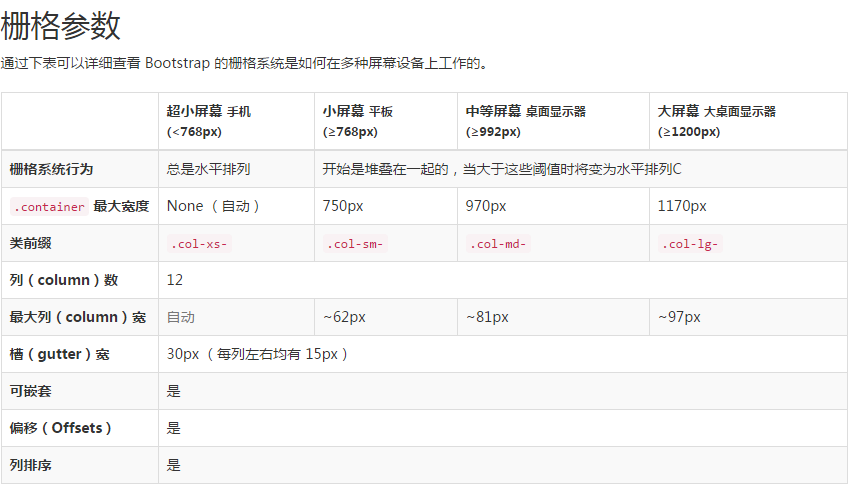 栅格参数
通过下表可以详细查看 Bootstrap 的栅格系统是如何在多种屏幕设备上工作的。
超小屏幕 手机 (<768px)
小屏幕 平板 (≥768px)
中等屏幕 桌面显示器 (≥992px)
大屏幕 大桌面显示器 (≥1200px)
栅格系统行为 总是水平排列 开始是堆叠在一起的，当大于这些阈值时将变为水平排列C
.container 最大宽度 None （自动） 750px 970px 1170px
类前缀 .col-xs- .col-sm- .col-md- .col-lg-
列（column）数 12
最大列（column）宽 自动 ~62px ~81px ~97px
槽（gutter）宽 30px （每列左右均有 15px）
可嵌套 是
偏移（Offsets） 是
列排序 是